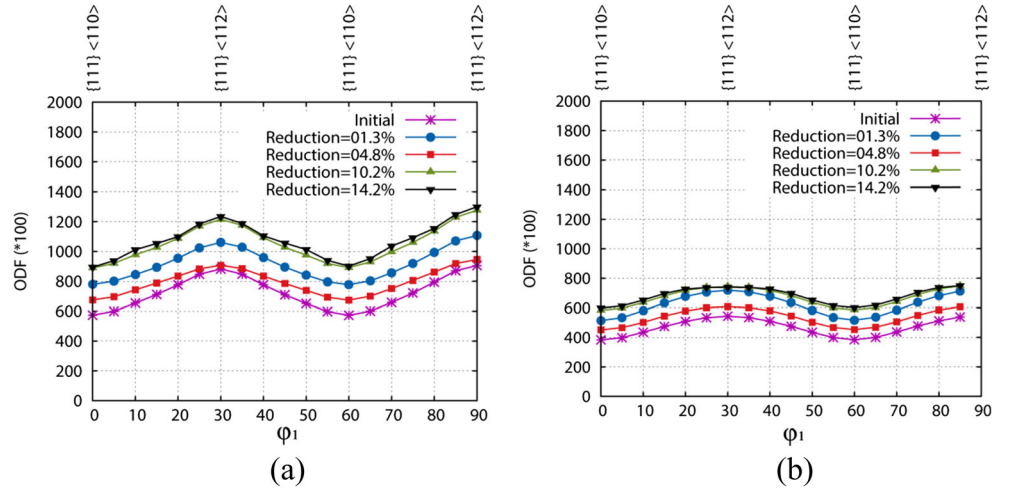 {111} <110>
{111} <112>
{111} <110>
{111} <112>
2000
1800
1600
1400
1200
1000
800
600
400
200
0
ODF (*100)
Initial
Reduction=01.3%
Reduction=04.8%
Reduction=10.2%
Reduction=14.2%
0 10 20 30 40 50 60 70 80 90
φ1
(a)
{111} <110>
{111} <112>
{111} <110>
{111} <112>
2000
1800
1600
1400
1200
1000
800
600
400
200
0
ODF (*100)
Initial
Reduction=01.3%
Reduction=04.8%
Reduction=10.2%
Reduction=14.2%
0 10 20 30 40 50 60 70 80 90
φ1
(b)